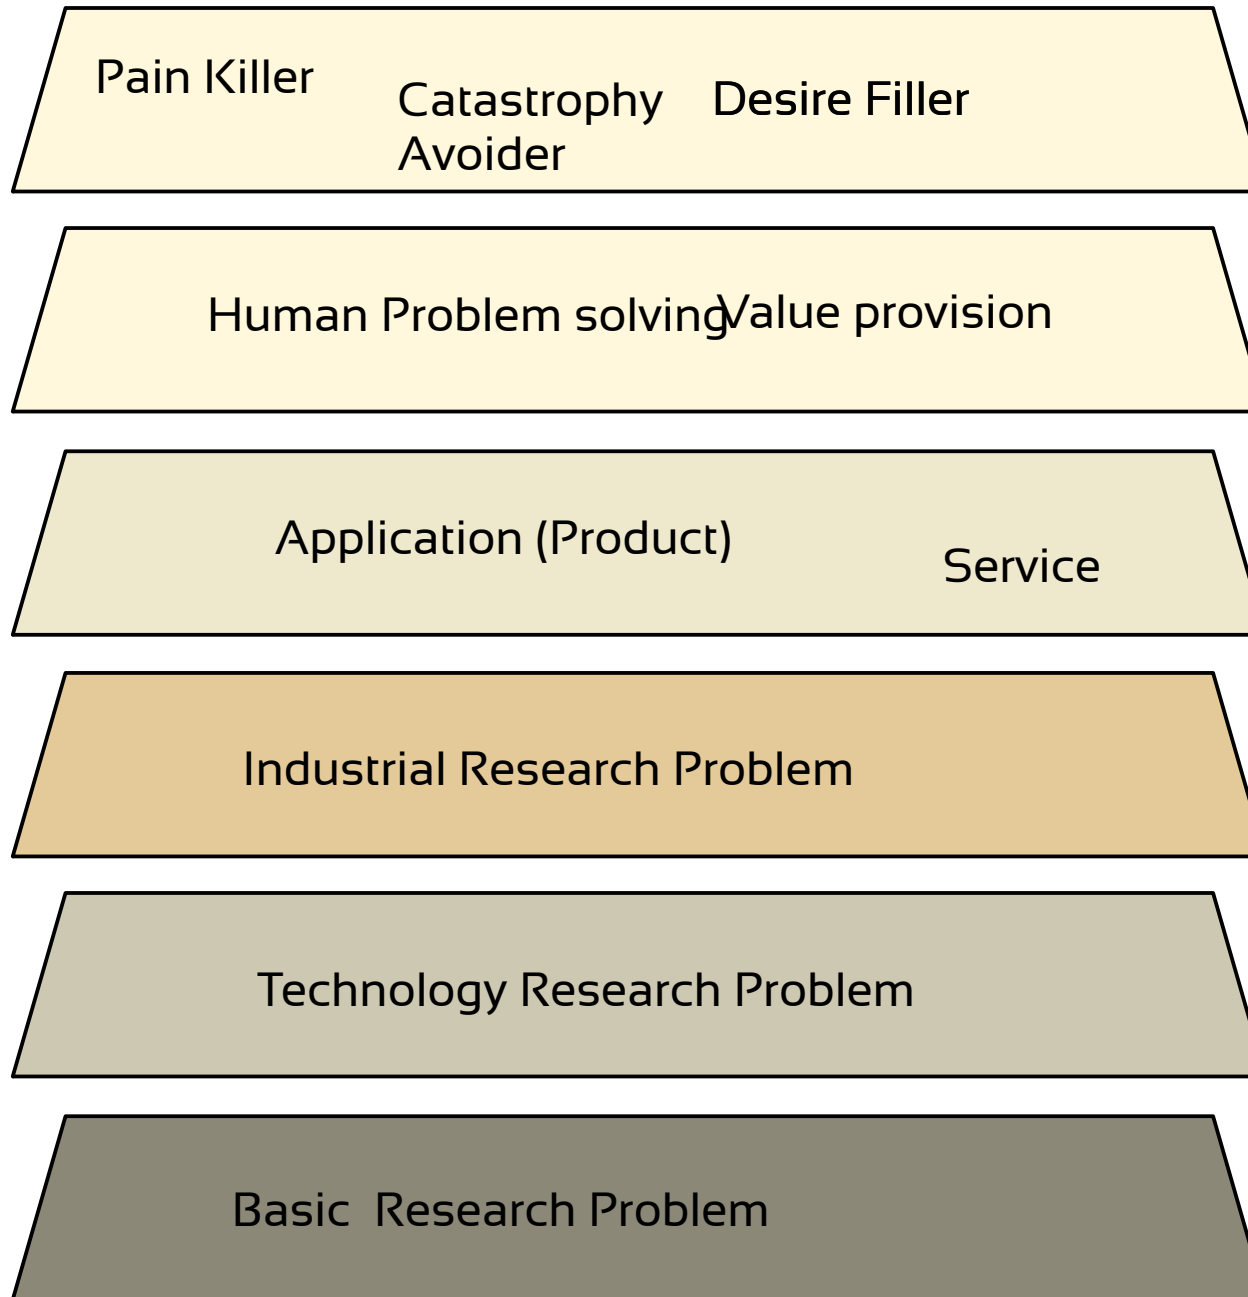 Pain Killer
Catastrophy
Avoider
Desire Filler
Human Problem solving
Value provision
Application (Product)
Service
Industrial Research Problem
Technology Research Problem
Basic  Research Problem